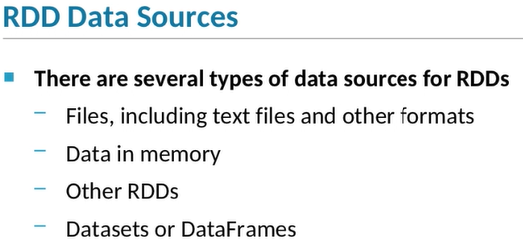 RDD Data Sources
▪ There are several types of data sources for RDDs
– Files, including text files and other formats
– Data in memory
– Other RDDs
– Datasets or DataFrames